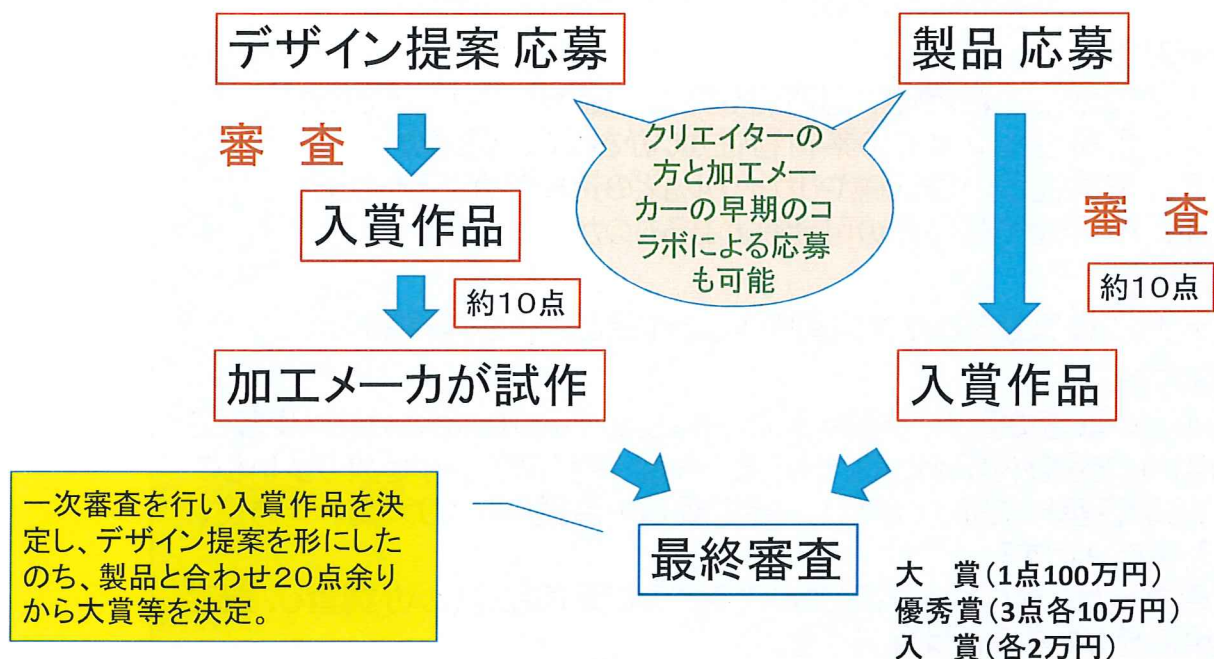 デザイン提案 応募
製品 応募
審　査
クリエイターの
方と加工メー
カーの早期のコ
ラボによる応募
も可能
入賞作品
審　査
約１０点
約１０点
加工メーカが試作
入賞作品
一次審査を行い入賞作品を決
定し、デザイン提案を形にした
のち、製品と合わせ２０点余り
から大賞等を決定。
最終審査
大　賞（1点100万円）
優秀賞（3点各10万円）
入　賞（各2万円）